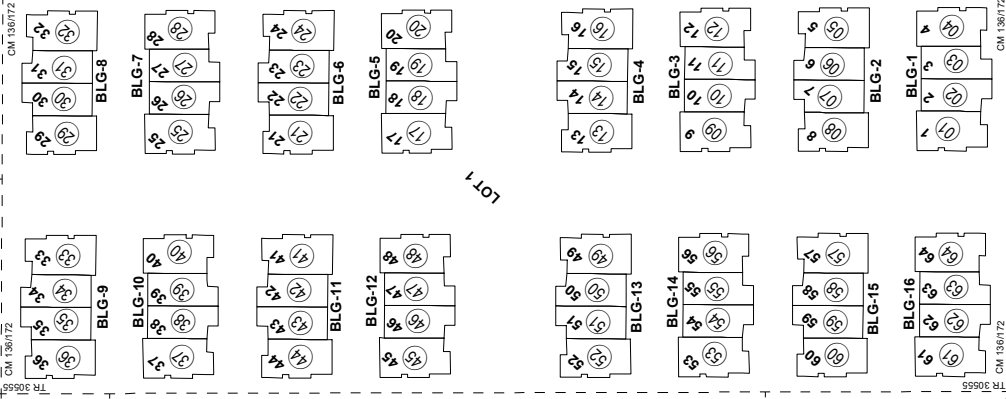 CM 136/172
32 32
31 31
30 30
29 29
BLG-8
BLG-7
28 28
27 27
26 26
25 25
24 24
23 23
22 22
21 21
BLG-6
BLG-5
20 20
19 19
18 18
17 17
16 16
15 15
14 14
13 13
BLG-4
BLG-3
12 12
11 11
10 10
9 09
5 05
6 06
7 07
8 08
BLG-2
BLG-1
4 04
3 03
2 02
1 01
CM 136/172
LOT 1
33 33
34 34
35 35
36 36
BLG-9
BLG-10
40 40
39 39
38 38
37 37
41 41
42 42
43 43
44 44
BLG-11
BLG-12
48 48
47 47
46 46
45 45
49 49
50 50
51 51
52 52
BLG-13
BLG-14
56 56
55 55
54 54
53 53
57 57
58 58
59 59
60 60
BLG-15
BLG-16
64 64
63 63
62 62
61 61
CM 136/172
CM 136/172
TR 30555
TR 30555